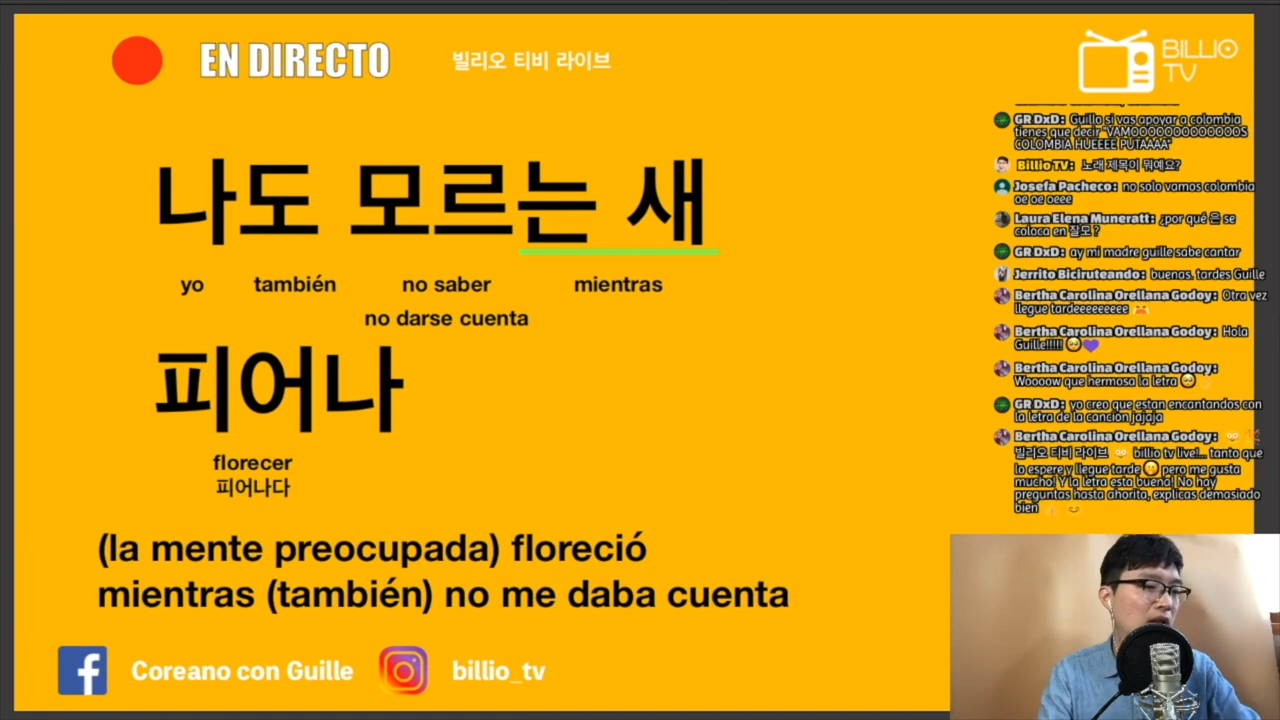 EN DIRECTO
빌리오 티비 라이브
BILLIO
TV
나도 모르는 새
yo también no saber mientras
no darse cuenta
피어나
florecer
피어나다
(la mente preocupada) floreció
mientras (también) no me daba cuenta
Coreano con Guille
billio_tv
GR DxD: Guillo si vas apoyar a colombia
tienes que decir "VAMOOOOOOOOOOOOS
COLOMBIA HUEEEE PUTAAAA"
Billio TV: 노래 제목이 뭐예요?
Josefa Pacheco: no solo vamos colombia
oe oe oeee
Laura Elena Muneratt: ¿por qué 은 se
coloca en 잘모 ?
GR DxD: ay mi madre guille sabe cantar
Jerrito Biciruteando: buenas. tardes Guille
Bertha Carolina Orellana Godoy: Otra vez
llegue tardeeeeeeee
Bertha Carolina Orellana Godoy: Hola
Guille!!!!! 🥺💜
Bertha Carolina Orellana Godoy:
Woooow que hermosa la letra 🥺
GR DxD: yo creo que estan encantandos con
la letra de la canción jajaja
Bertha Carolina Orellana Godoy:
빌리오 티비 라이브 billio tv live!... tanto que
lo espere y llegue tarde pero me gusta
mucho! Y la letra esta buena! No hay
preguntas hasta ahorita, explicas demasiado
bien